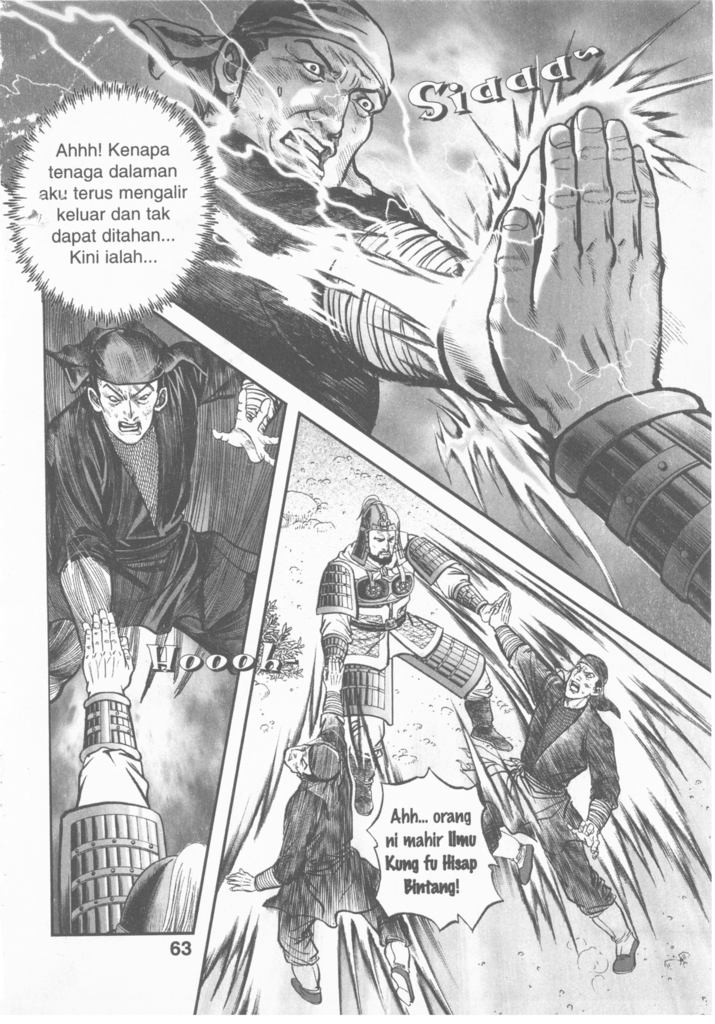 Siaaa~
Ahhh! Kenapa
tenaga dalaman
aku terus mengalir
keluar dan tak
dapat ditahan...
Kini ialah...
Hoooh~
Ahh... orang
ni mahir Ilmu
Kung fu Hisap
Bintang!
63